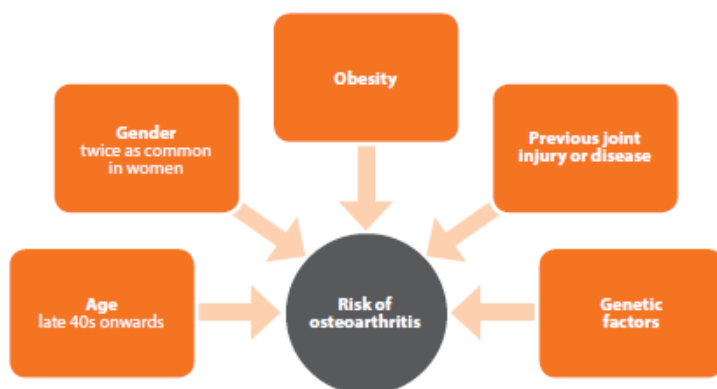 Obesity
Gender
twice as common
in women
Previous joint
injury or disease
Age
late 40s onwards
Risk of
osteoarthritis
Genetic
factors